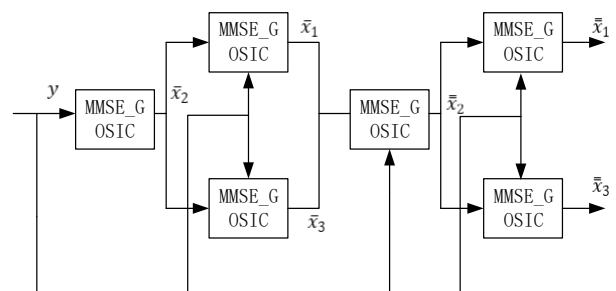 MMSE_G
OSIC
x̄1
MMSE_G
OSIC
x̿1
y
MMSE_G
OSIC
x̄2
MMSE_G
OSIC
x̿2
MMSE_G
OSIC
x̄3
MMSE_G
OSIC
x̿3